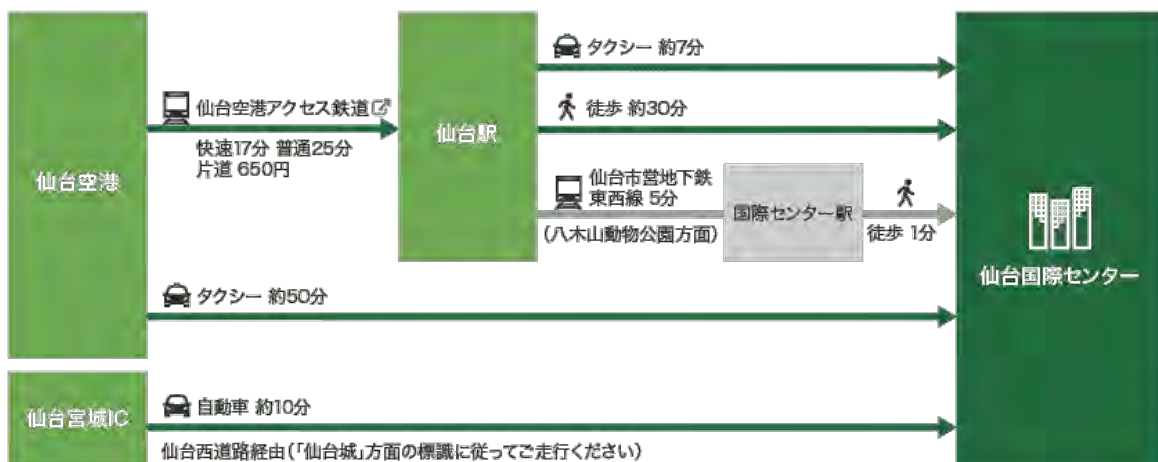 仙台空港
仙台空港アクセス鉄道
快速17分 普通25分
片道 650円
仙台駅
タクシー 約7分
徒歩 約30分
仙台市営地下鉄
東西線 5分
(八木山動物公園方面)
国際センター駅
徒歩 1分
タクシー 約50分
仙台宮城IC
自動車 約10分
仙台西道路経由(「仙台城」方面の標識に従ってご走行ください)
仙台国際センター